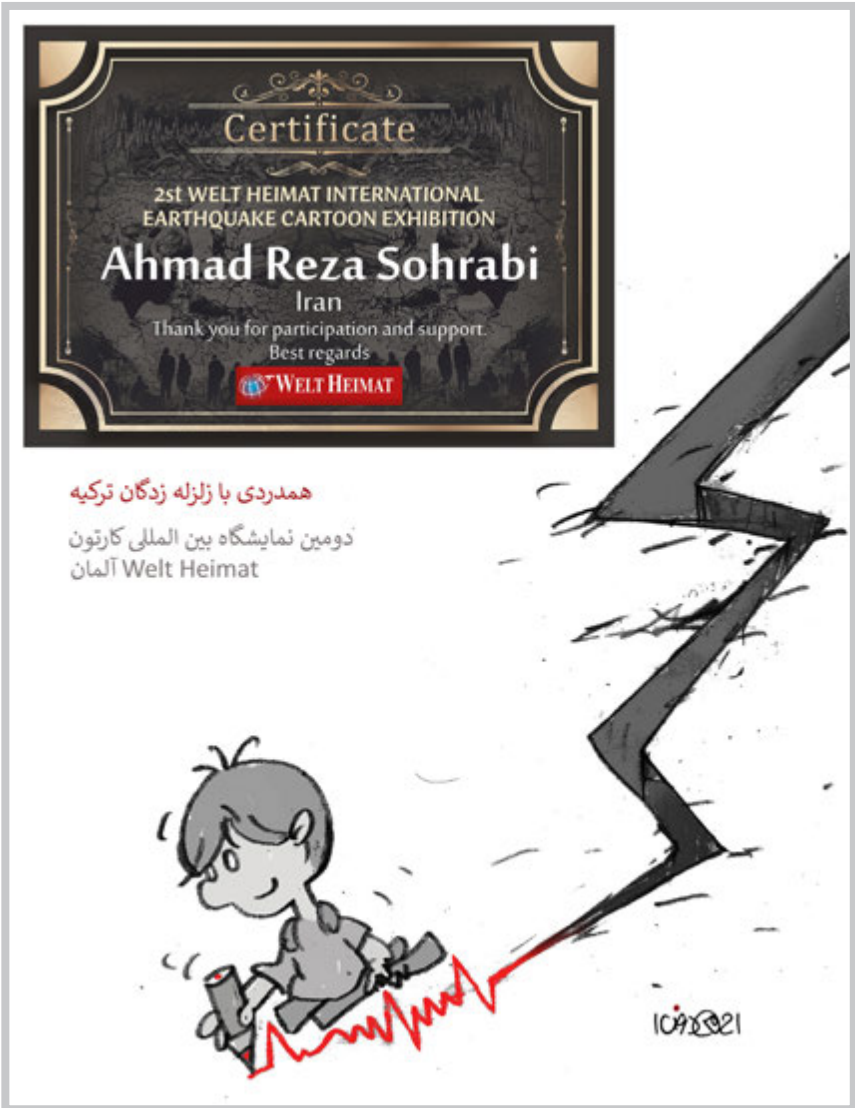 Certificate
2st WELT HEIMAT INTERNATIONAL
EARTHQUAKE CARTOON EXHIBITION
Ahmad Reza Sohrabi
Iran
Thank you for participation and support.
Best regards
WELT HEIMAT
همدردی با زلزله زدگان ترکیه
دومین نمایشگاه بین المللی کارتون
Welt Heimat آلمان